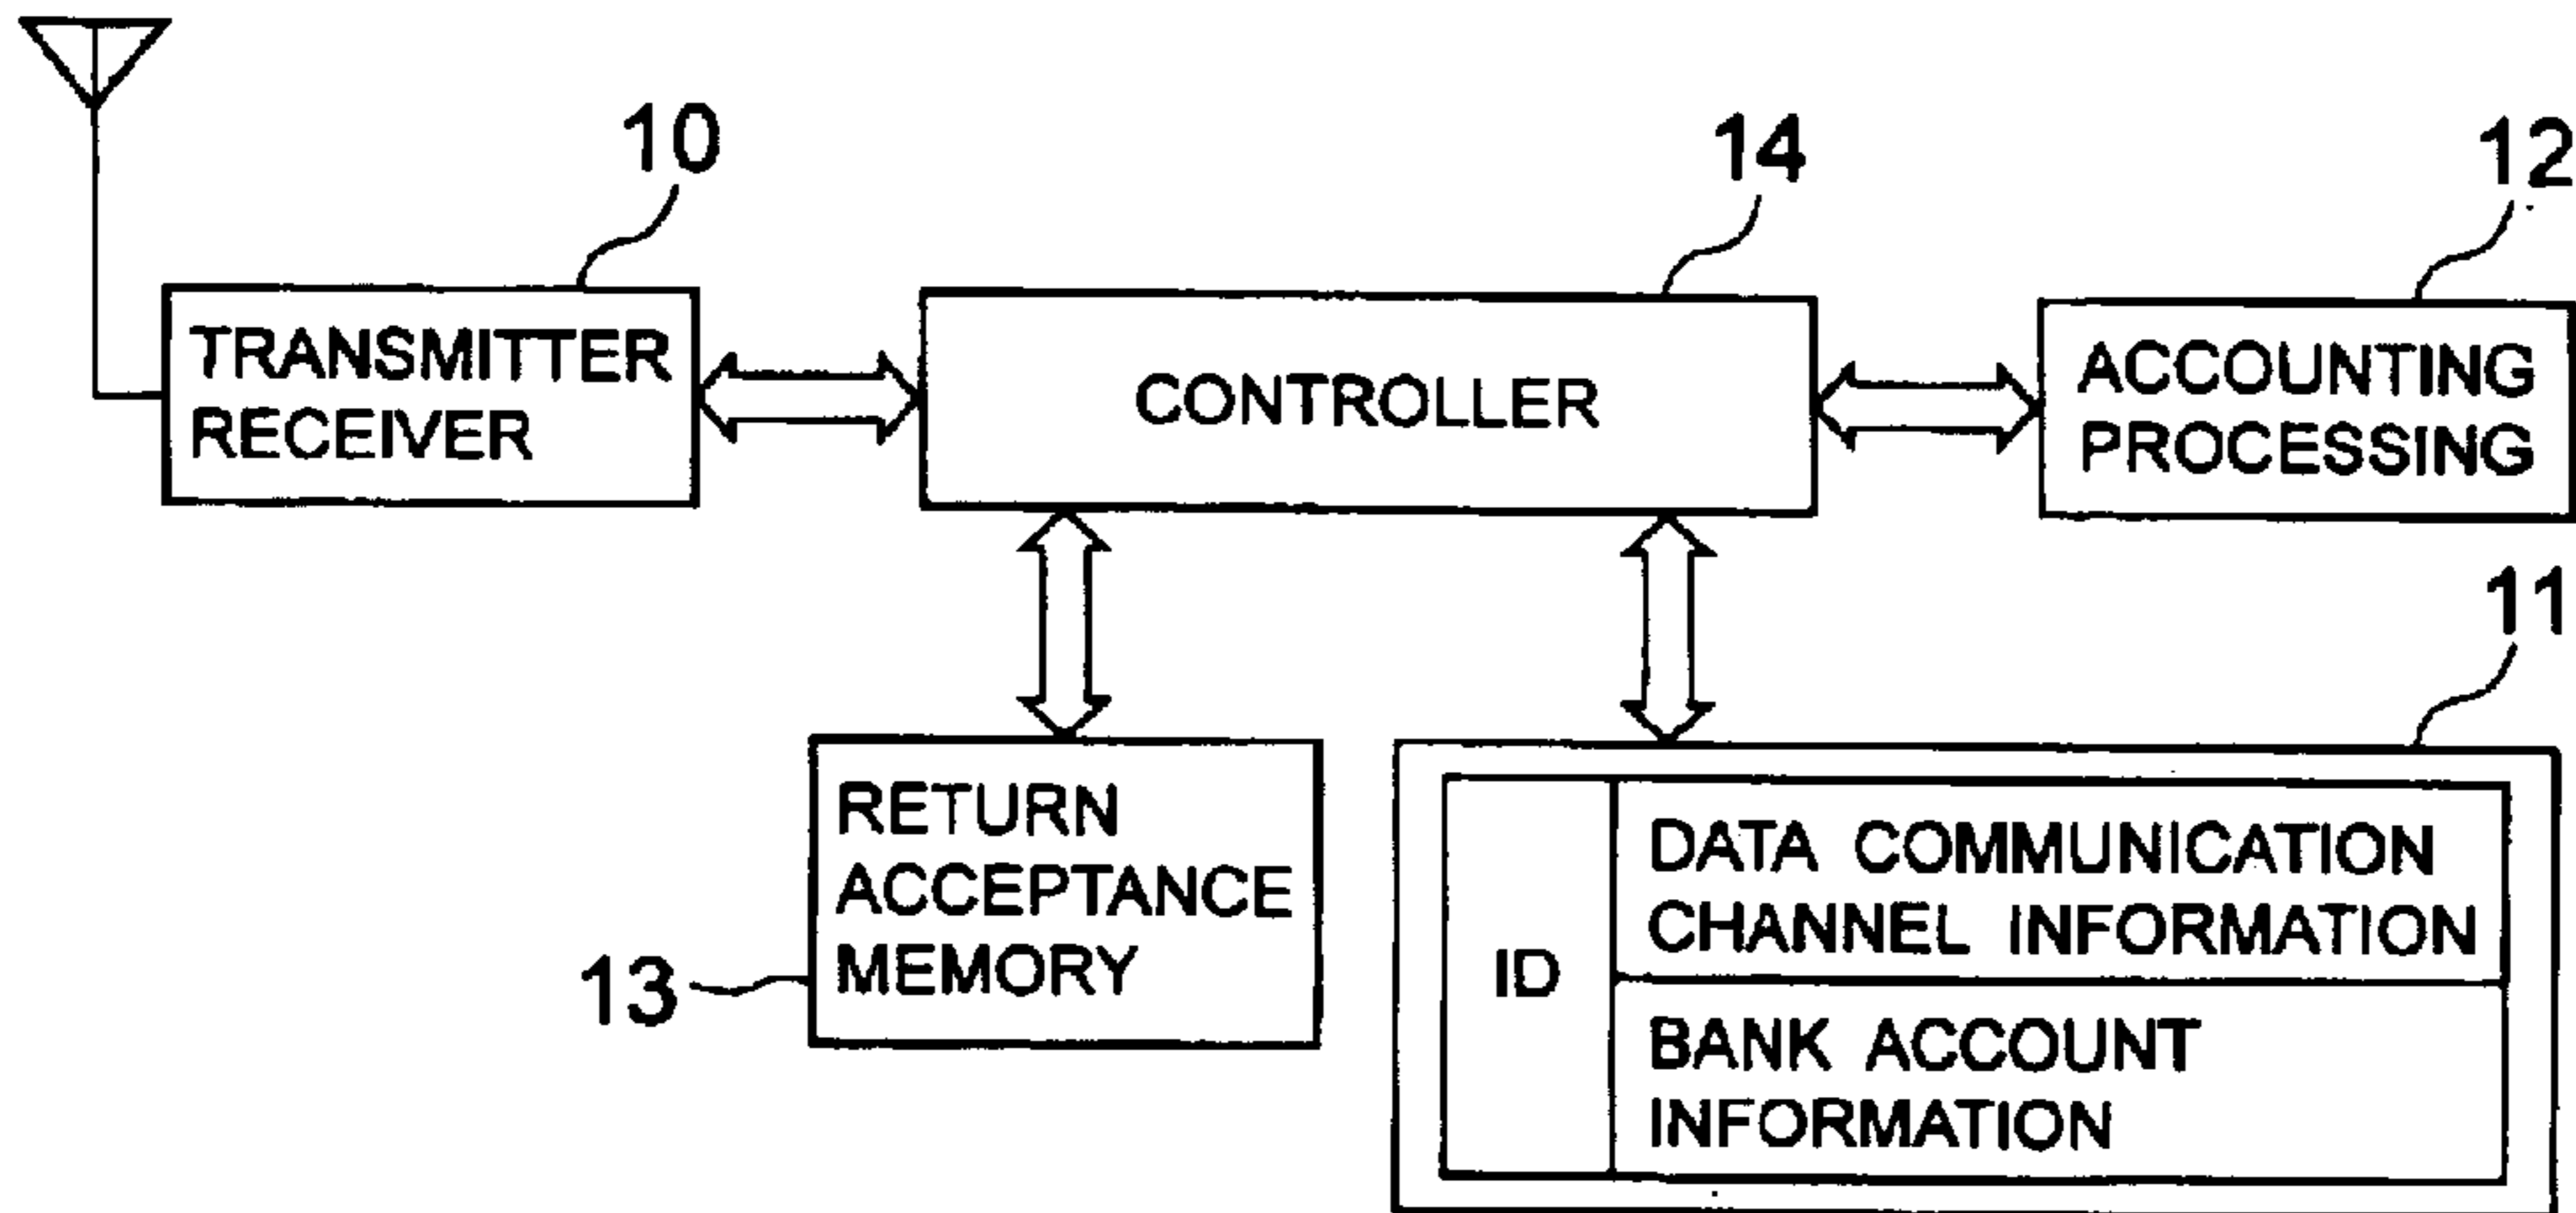 10
14
12
TRANSMITTER
RECEIVER
CONTROLLER
ACCOUNTING
PROCESSING
11
RETURN
ACCEPTANCE
MEMORY
13
ID
DATA COMMUNICATION
CHANNEL INFORMATION
BANK ACCOUNT
INFORMATION